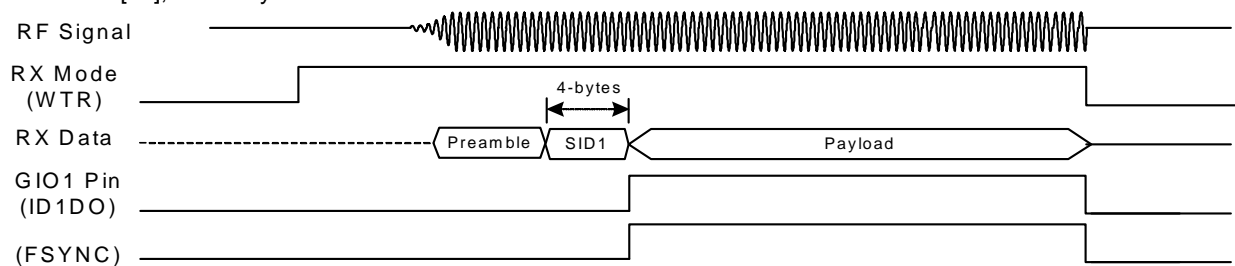 RF Signal
RX Mode
(WTR)
4-bytes
RX Data
Preamble
SID1
Payload
GIO1 Pin
(ID1DO)
(FSYNC)